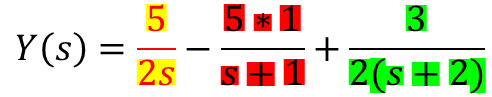 Y(s) = 5/2s − 5 * 1/s + 1 + 3/2(s + 2)